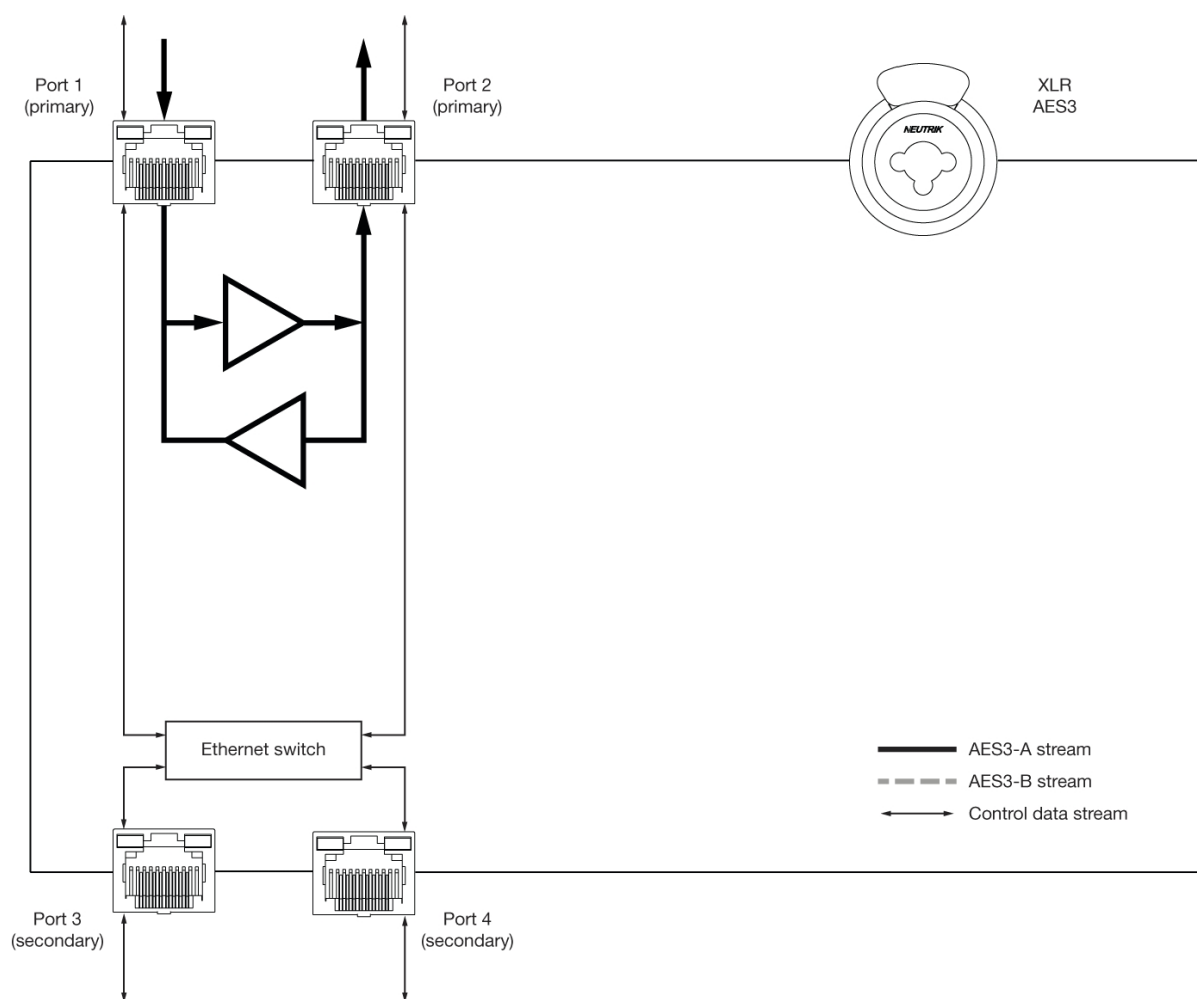 Port 1
(primary)
Port 2
(primary)
XLR
AES3
NEUTRIK
Ethernet switch
AES3-A stream
AES3-B stream
Control data stream
Port 3
(secondary)
Port 4
(secondary)